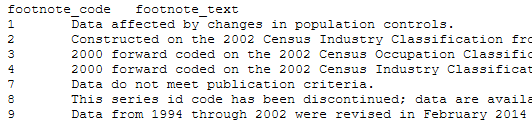 footnote_code footnote_text
1 Data affected by changes in population controls.
2 Constructed on the 2002 Census Industry Classification
3 2000 forward coded on the 2002 Census Occupation
4 2000 forward coded on the 2002 Census Industry
7 Data do not meet publication criteria.
8 This series id code has been discontinued; data are
9 Data from 1994 through 2002 were revised in February 2014